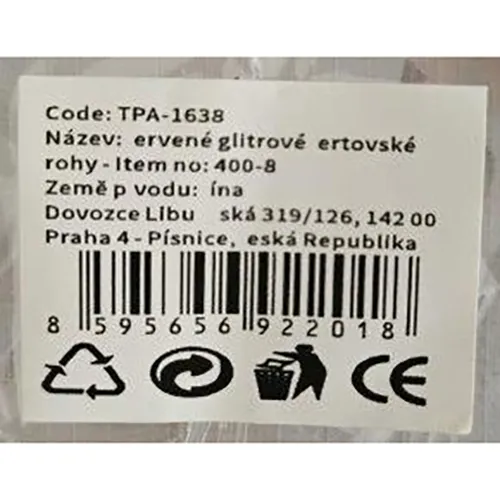 Code: TPA-1638
Název: ervené glitrové ertovské
rohy - Item no: 400-8
Země p vodu: ína
Dovozce Libu ská 319/126, 142 00
Praha 4 - Písnice, eská Republika
8 595656 922018
CE